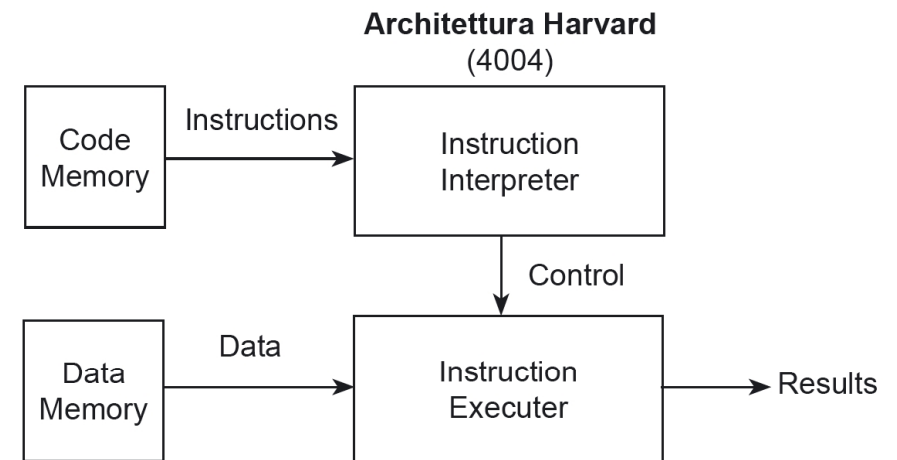 Architettura Harvard
(4004)
Code
Memory
Instructions
Instruction
Interpreter
Control
Data
Memory
Data
Instruction
Executer
Results